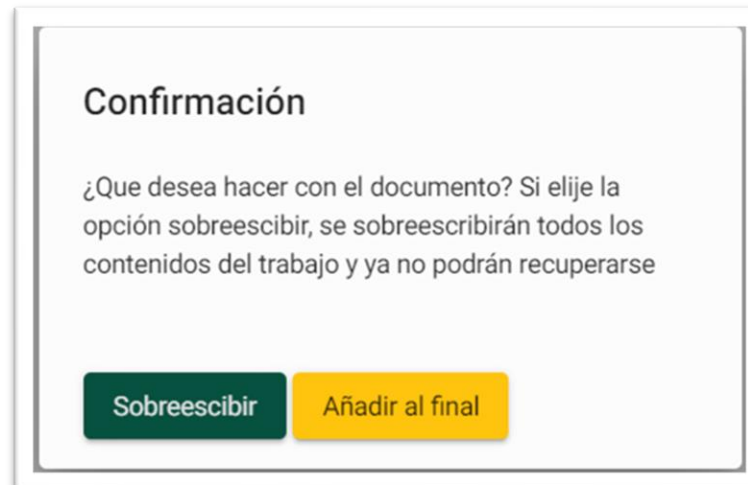 Confirmación
¿Que desea hacer con el documento? Si elije la
opción sobreescibir, se sobreescribirán todos los
contenidos del trabajo y ya no podrán recuperarse
Sobreescibir Añadir al final